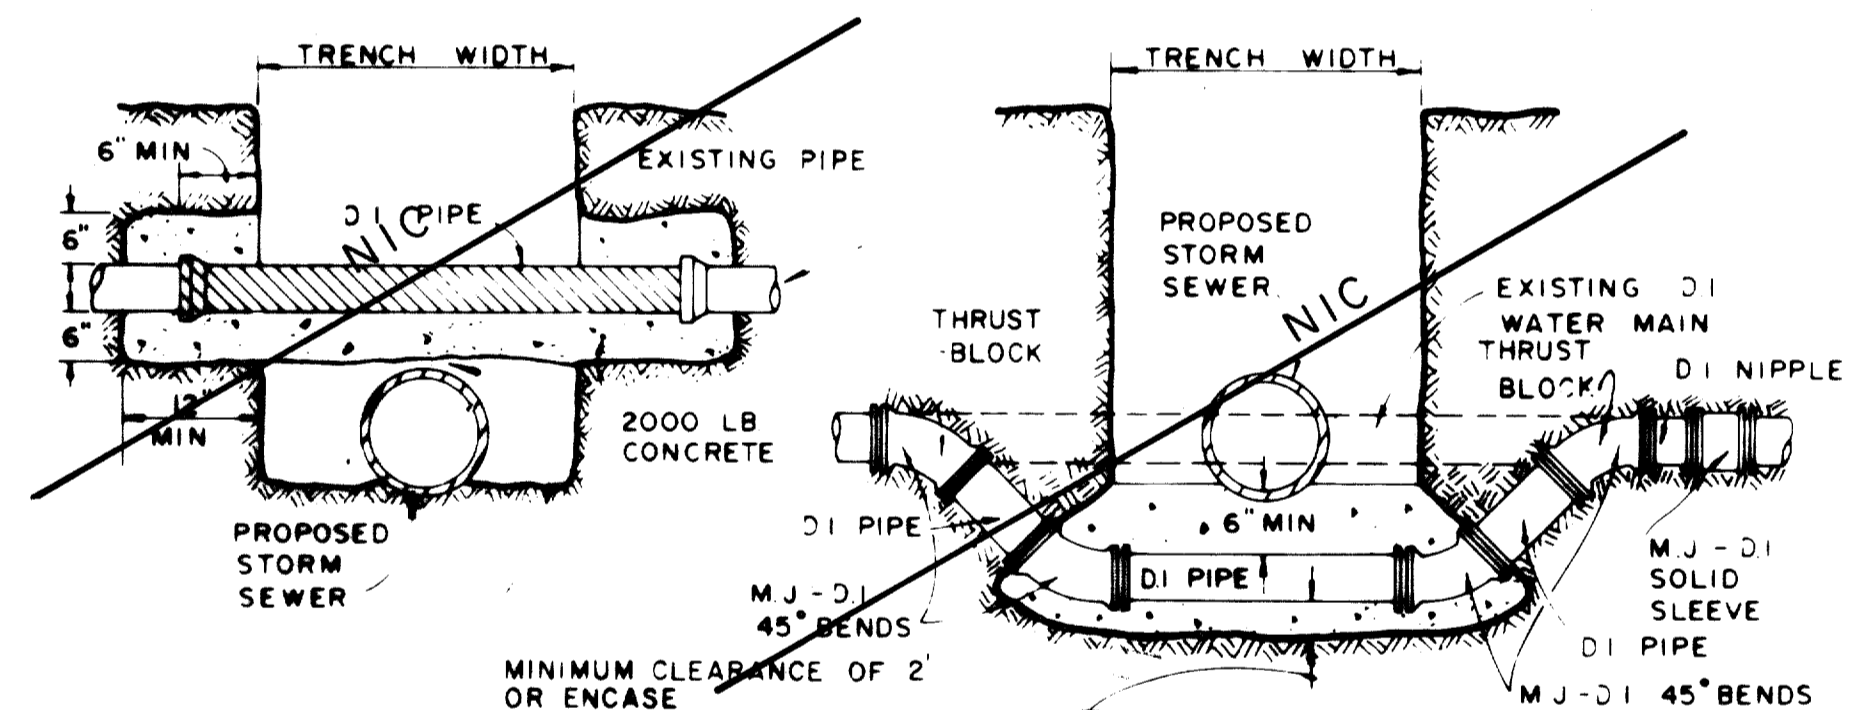 TRENCH WIDTH
6" MIN
EXISTING PIPE
D.I. PIPE
NIC
6"
6"
12"
MIN
2000 LB
CONCRETE
PROPOSED
STORM
SEWER
TRENCH WIDTH
PROPOSED
STORM
SEWER
NIC
THRUST
BLOCK
EXISTING D.I
WATER MAIN
THRUST
BLOCK
D I NIPPLE
D I PIPE
6" MIN
D.I PIPE
M.J - D.I
45° BENDS
M.J - D.I
SOLID
SLEEVE
D I PIPE
M J - D I 45° BENDS
MINIMUM CLEARANCE OF 2'
OR ENCASE